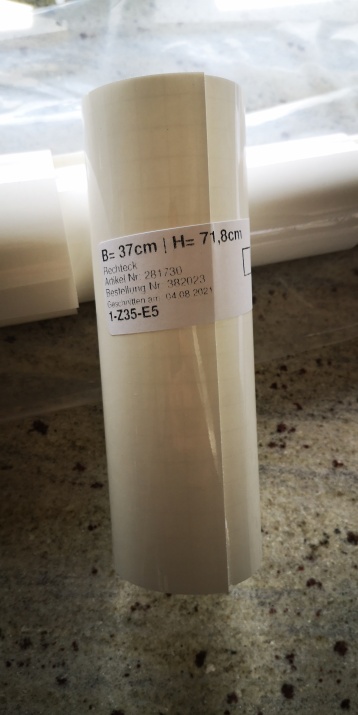 B= 37cm | H= 71,8cm
Rechteck
Artikel Nr: 281730
Bestellung Nr: 382023
Geschnitten am: 04.08.2021
1-Z35-E5